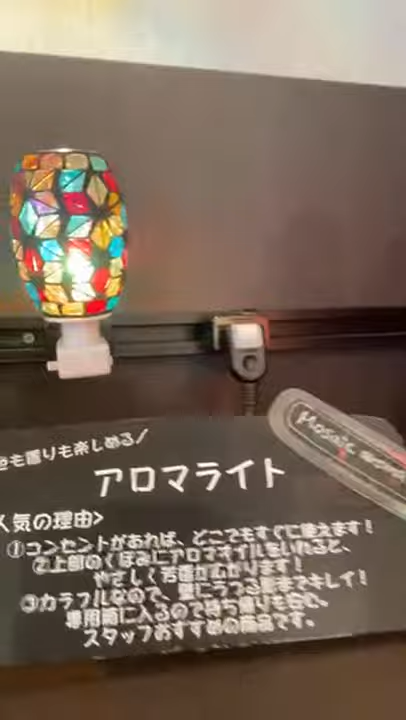 色も香りも楽しめる/
アロマライト
人気の理由>
①コンセントがあれば、どこでもすぐに使えます!
②上部のくぼみにアロマオイルをいれると、
やさしく芳香が広がります!
③カラフルなので、壁にうつる影までキレイ!
専用箱に入るので持ち帰りも安心。
スタッフおすすめの商品です。
Mosaic